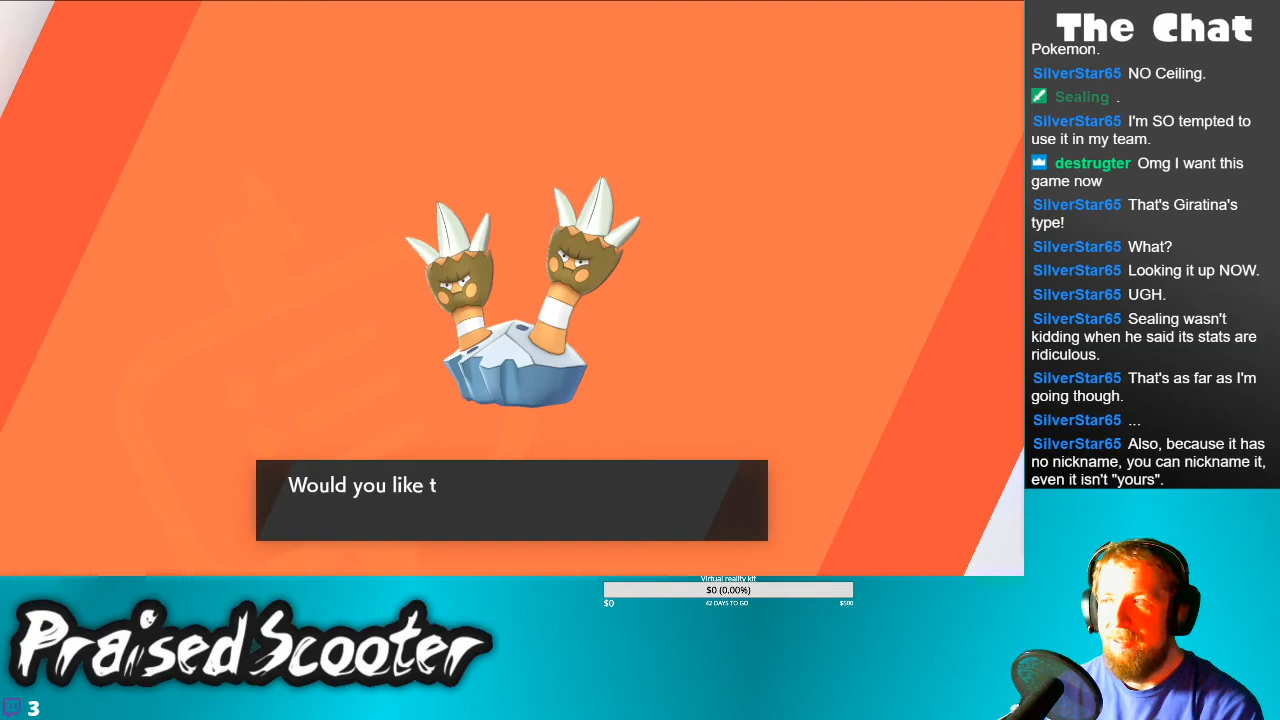 The Chat
Pokemon.
SilverStar65 NO Ceiling.
Sealing .
SilverStar65 I'm SO tempted to
use it in my team.
destrugter Omg I want this
game now
SilverStar65 That's Giratina's
type!
SilverStar65 What?
SilverStar65 Looking it up NOW.
SilverStar65 UGH.
SilverStar65 Sealing wasn't
kidding when he said its stats are
ridiculous.
SilverStar65 That's as far as I'm
going though.
SilverStar65 ...
SilverStar65 Also, because it has
no nickname, you can nickname it,
even it isn't "yours".
Would you like t
Virtual reality kit
$0 (0.00%)
$0 42 DAYS TO GO $500
Praised Scooter
3